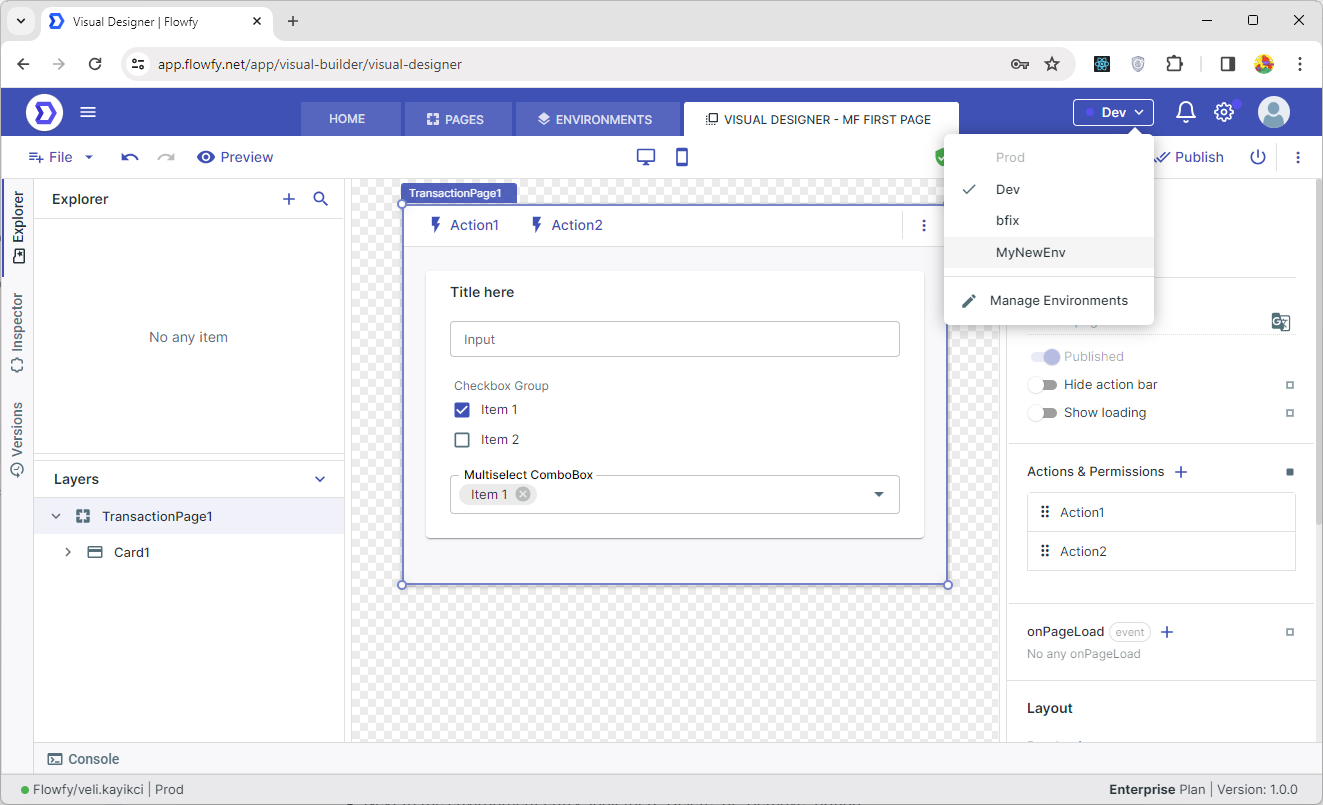 Visual Designer | Flowfy
app.flowfy.net/app/visual-builder/visual-designer
HOME
PAGES
ENVIRONMENTS
VISUAL DESIGNER - MF FIRST PAGE
Dev
File
Preview
Publish
Prod
Dev
bfix
MyNewEnv
Manage Environments
Explorer
Inspector
Versions
Explorer
No any item
Layers
TransactionPage1
Card1
TransactionPage1
Action1
Action2
Title here
Input
Checkbox Group
Item 1
Item 2
Multiselect ComboBox
Item 1
Published
Hide action bar
Show loading
Actions & Permissions
Action1
Action2
onPageLoad event
No any onPageLoad
Layout
Console
Flowfy/veli.kayikci | Prod
Enterprise Plan | Version: 1.0.0